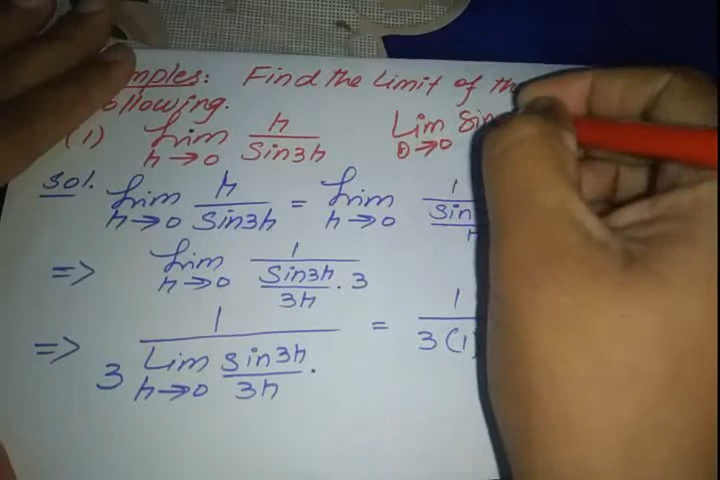 mples: Find the Limit of th
ollowing.
(1) Lim h→0 h/Sin3h Lim θ→0 Sin
Sol. Lim h→0 h/Sin3h = Lim h→0 1/(Sin
=> Lim h→0 1/(Sin3h/3h · 3)
=> 1/(3 Lim h→0 Sin3h/3h) = 1/3(1)